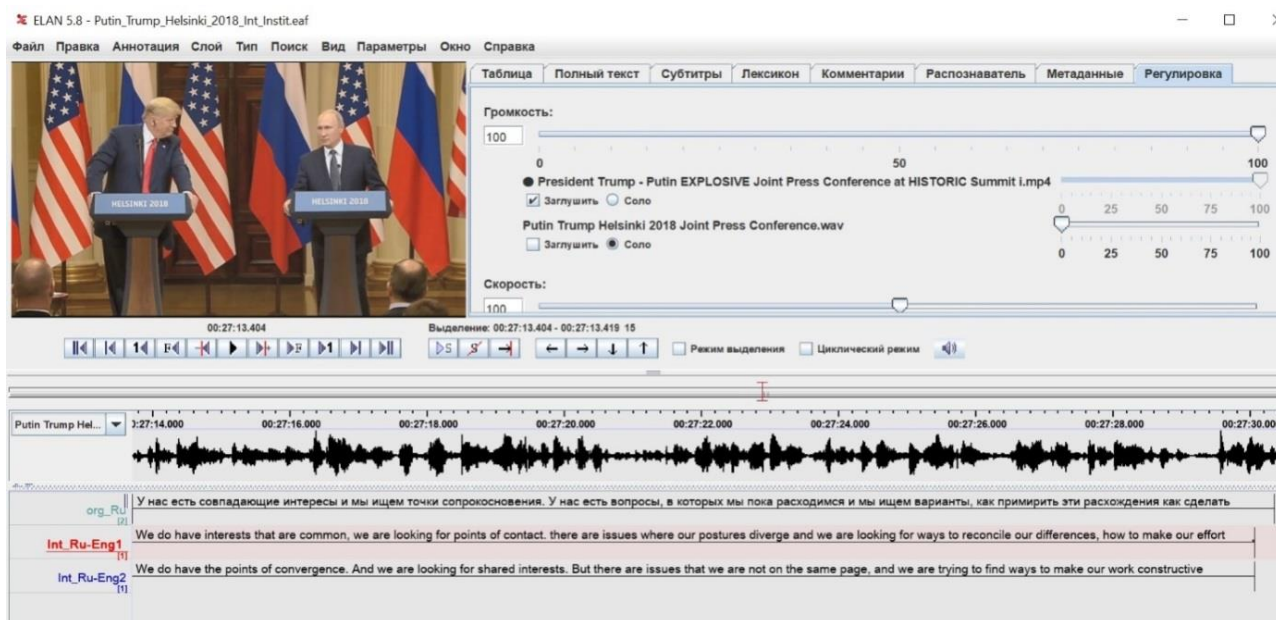 ELAN 5.8 - Putin_Trump_Helsinki_2018_Int_Instit.eaf
Файл Правка Аннотация Слой Тип Поиск Вид Параметры Окно Справка
HELSINKI 2018 HELSINKI 2018
Таблица Полный текст Субтитры Лексикон Комментарии Распознаватель Метаданные Регулировка
Громкость:
100
0 50 100
President Trump - Putin EXPLOSIVE Joint Press Conference at HISTORIC Summit i.mp4
Заглушить Соло
0 25 50 75 100
Putin Trump Helsinki 2018 Joint Press Conference.wav
Заглушить Соло
0 25 50 75 100
Скорость:
100
00:27:13.404
Выделение: 00:27:13.404 - 00:27:13.419 15
1 F F 1 S S Режим выделения Циклический режим
Putin Trump Hel... ):27:14.000 00:27:16.000 00:27:18.000 00:27:20.000 00:27:22.000 00:27:24.000 00:27:26.000 00:27:28.000 00:27:30.00
org_Ru У нас есть совпадающие интересы и мы ищем точки сопрокосновения. У нас есть вопросы, в которых мы пока расходимся и мы ищем варианты, как примирить эти расхождения как сделать
[2]
Int_Ru-Eng1 We do have interests that are common, we are looking for points of contact. there are issues where our postures diverge and we are looking for ways to reconcile our differences, how to make our effort
[1]
Int_Ru-Eng2 We do have the points of convergence. And we are looking for shared interests. But there are issues that we are not on the same page, and we are trying to find ways to make our work constructive
[1]